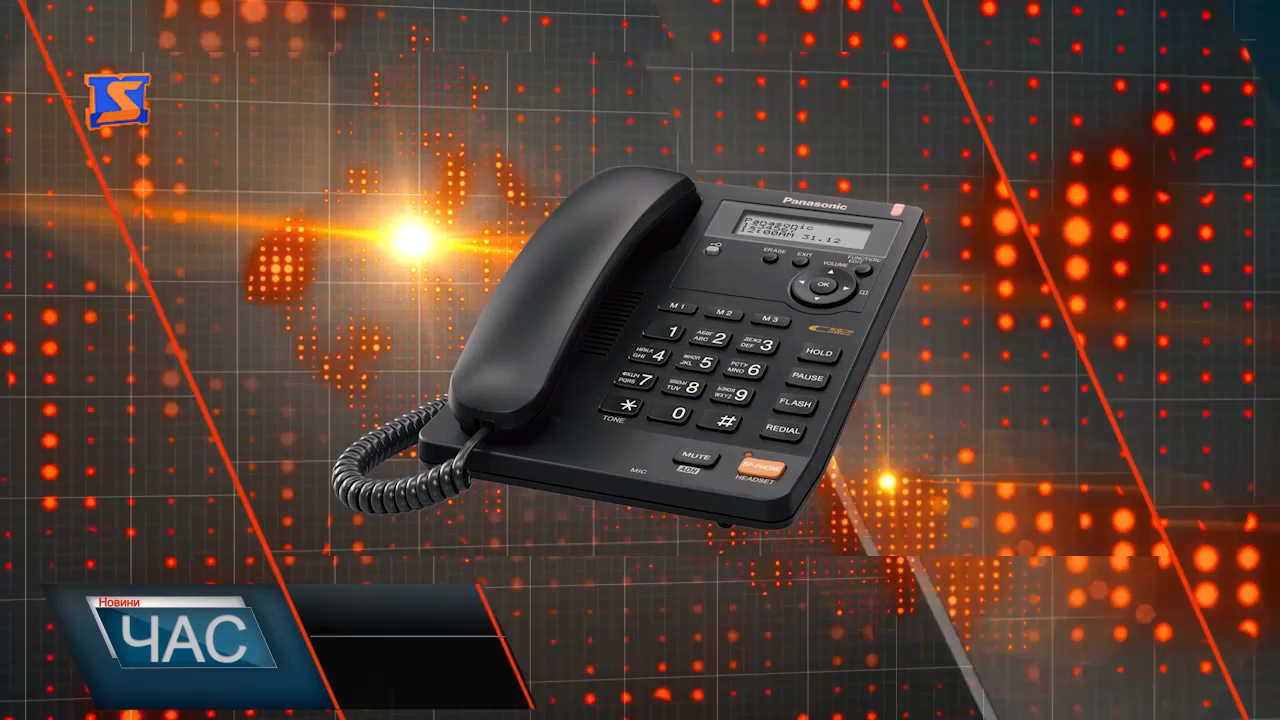 Panasonic
Panasonic
12:00AM 31.12
ERASE EXIT
VOLUME
FUNCTION/
EDIT
OK
M 1 M 2 M 3
1 АБВГ ABC 2 ДЕЖЗ DEF 3
HOLD
ИЙКЛ GHI 4 МНОП JKL 5 РСТУ MNO 6
PAUSE
ФХЦЧ PQRS 7 TUV 8 ЬЭЮЯ WXYZ 9
FLASH
* 0 #
TONE
REDIAL
MUTE
MIC
SP-PHONE
HEADSET
S
Новини
ЧАС